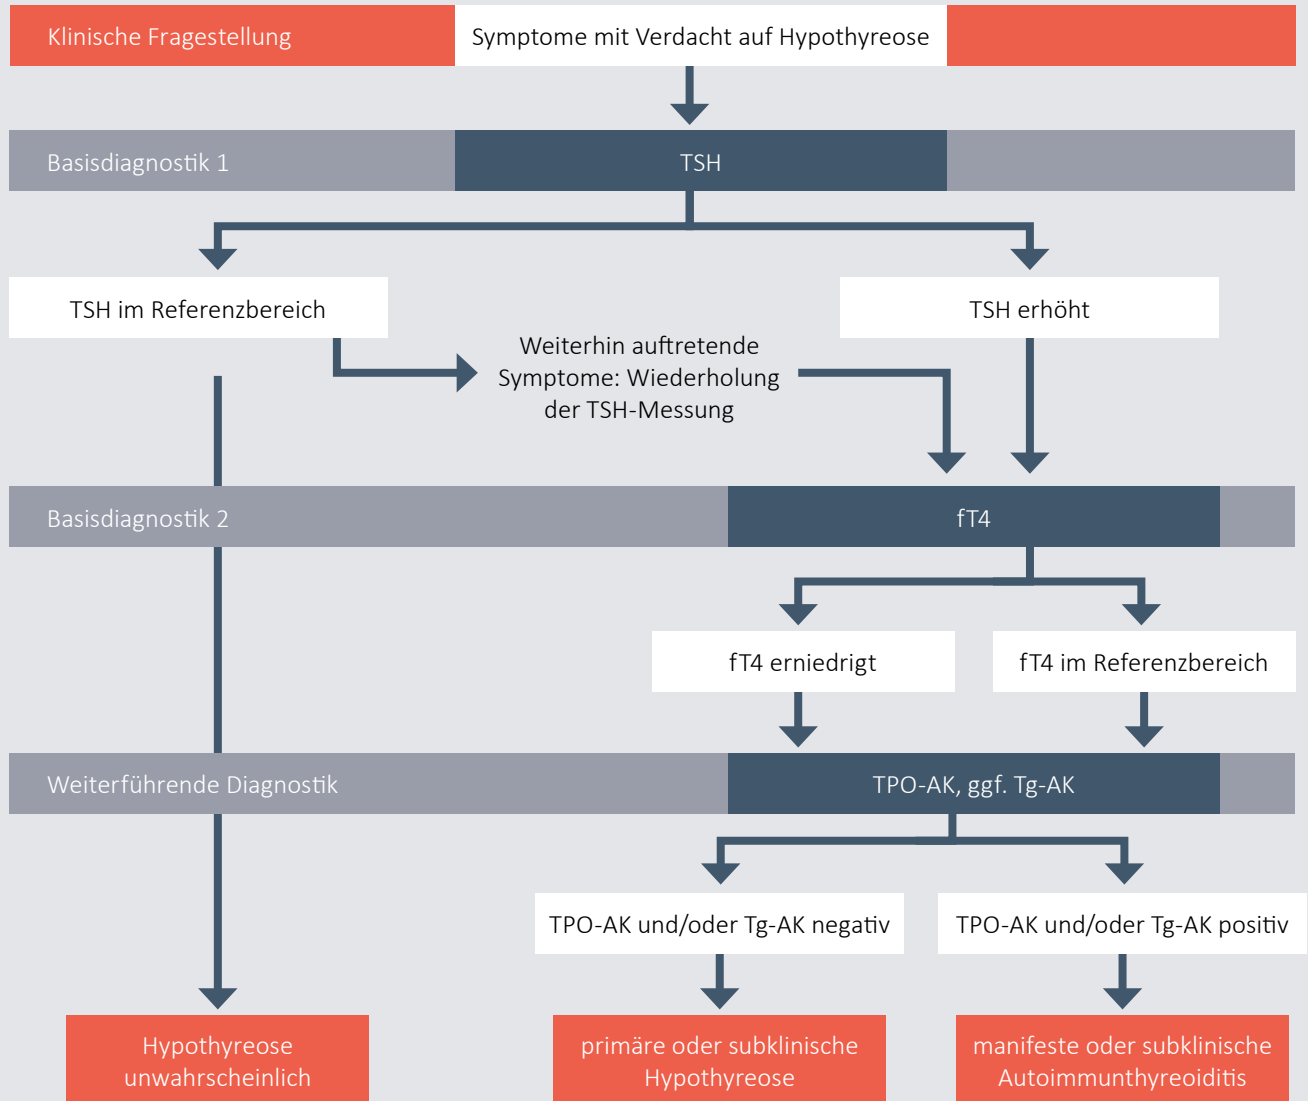 Klinische Fragestellung
Symptome mit Verdacht auf Hypothyreose
Basisdiagnostik 1
TSH
TSH im Referenzbereich
TSH erhöht
Weiterhin auftretende
Symptome: Wiederholung
der TSH-Messung
Basisdiagnostik 2
fT4
fT4 erniedrigt
fT4 im Referenzbereich
Weiterführende Diagnostik
TPO-AK, ggf. Tg-AK
TPO-AK und/oder Tg-AK negativ
TPO-AK und/oder Tg-AK positiv
Hypothyreose
unwahrscheinlich
primäre oder subklinische
Hypothyreose
manifeste oder subklinische
Autoimmunthyreoiditis